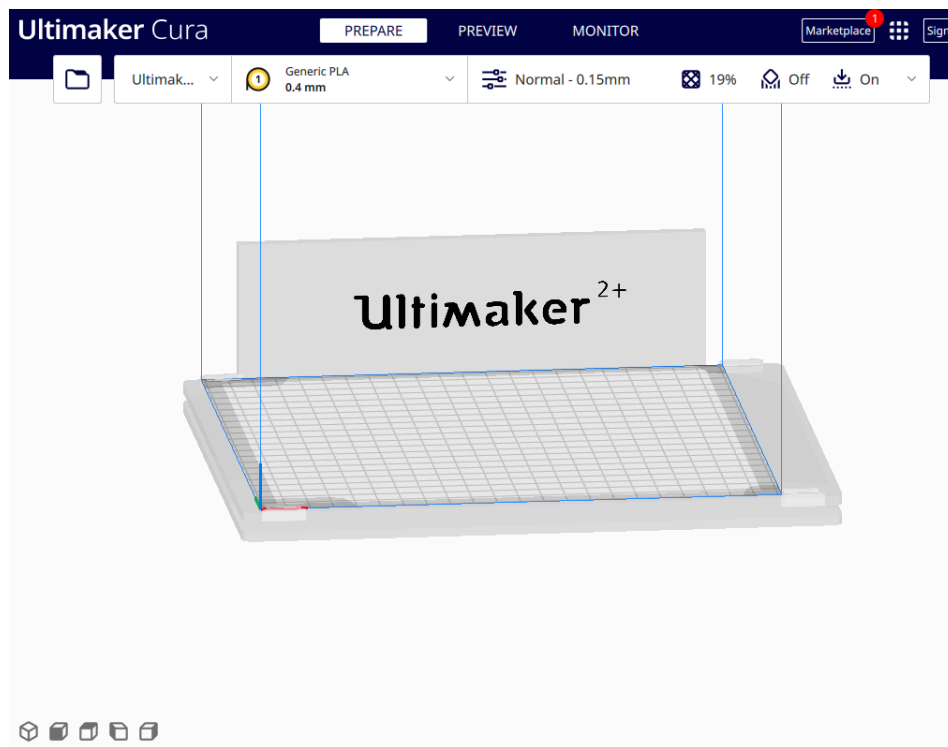 Ultimaker Cura
PREPARE
PREVIEW
MONITOR
Marketplace
1
Sign
Ultimak...
1
Generic PLA
0.4 mm
Normal - 0.15mm
19%
Off
On
Ultimaker 2+